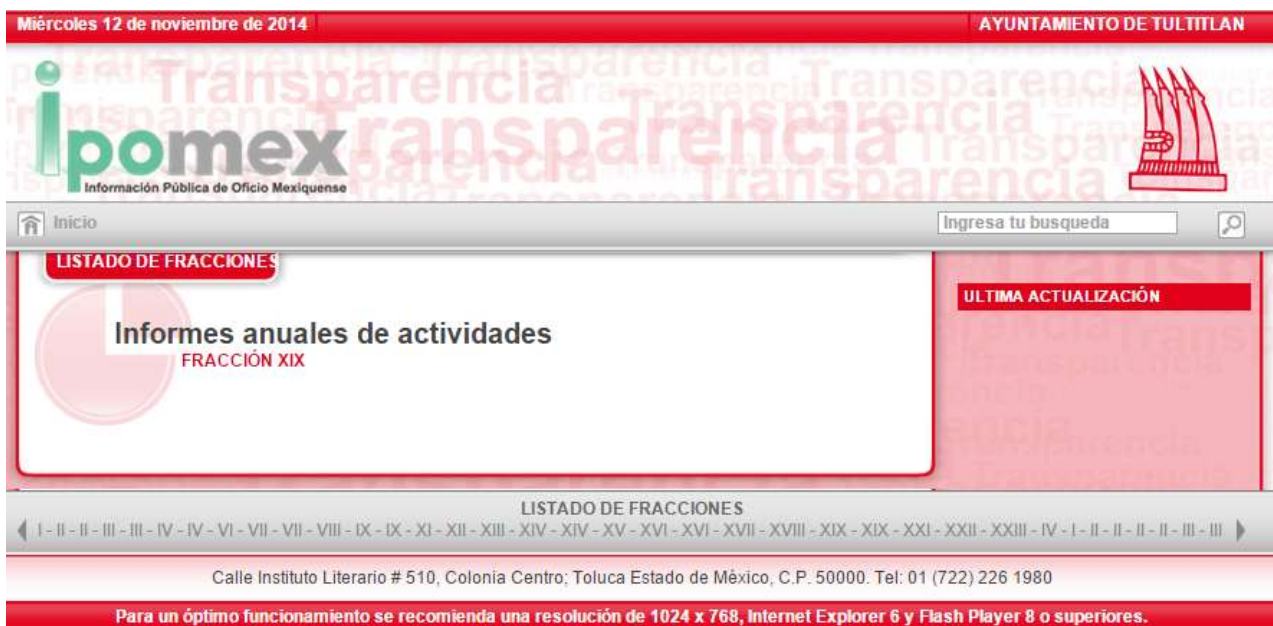 Miércoles 12 de noviembre de 2014
AYUNTAMIENTO DE TULTITLAN
ipomex
Información Pública de Oficio Mexiquense
Transparencia Transparencia Transparencia
Transparencia Transparencia
Inicio
Ingresa tu busqueda
LISTADO DE FRACCIONES
ULTIMA ACTUALIZACIÓN
Informes anuales de actividades
FRACCIÓN XIX
LISTADO DE FRACCIONES
I - II - II - III - III - IV - IV - VI - VII - VII - VIII - IX - IX - XI - XII - XIII - XIV - XIV - XV - XVI - XVI - XVII - XVIII - XIX - XIX - XXI - XXII - XXIII - IV - I - II - II - II - II - III - III
Calle Instituto Literario # 510, Colonia Centro; Toluca Estado de México, C.P. 50000. Tel: 01 (722) 226 1980
Para un óptimo funcionamiento se recomienda una resolución de 1024 x 768, Internet Explorer 6 y Flash Player 8 o superiores.